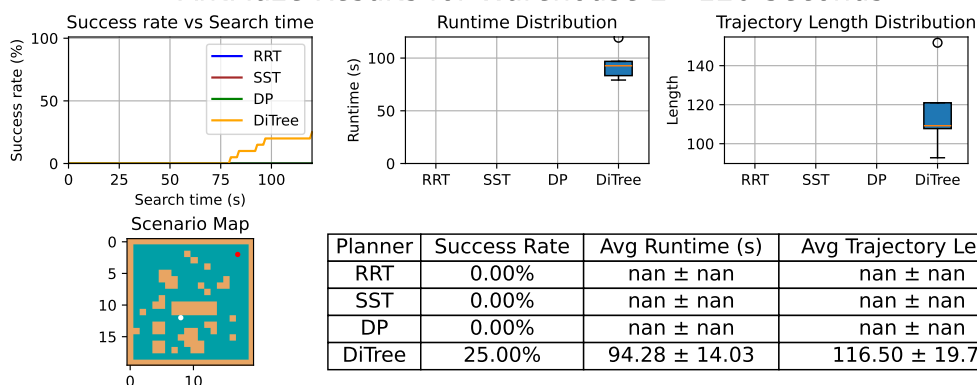 Success rate vs Search time
Success rate (%)
100
50
0
0 25 50 75 100
Search time (s)
RRT
SST
DP
DiTree
Runtime Distribution
Runtime (s)
100
50
0
RRT SST DP DiTree
Trajectory Length Distribution
Length
140
120
100
RRT SST DP DiTree
Scenario Map
0
5
10
15
0 10
Planner Success Rate Avg Runtime (s) Avg Trajectory Le
RRT 0.00% nan ± nan nan ± nan
SST 0.00% nan ± nan nan ± nan
DP 0.00% nan ± nan nan ± nan
DiTree 25.00% 94.28 ± 14.03 116.50 ± 19.7